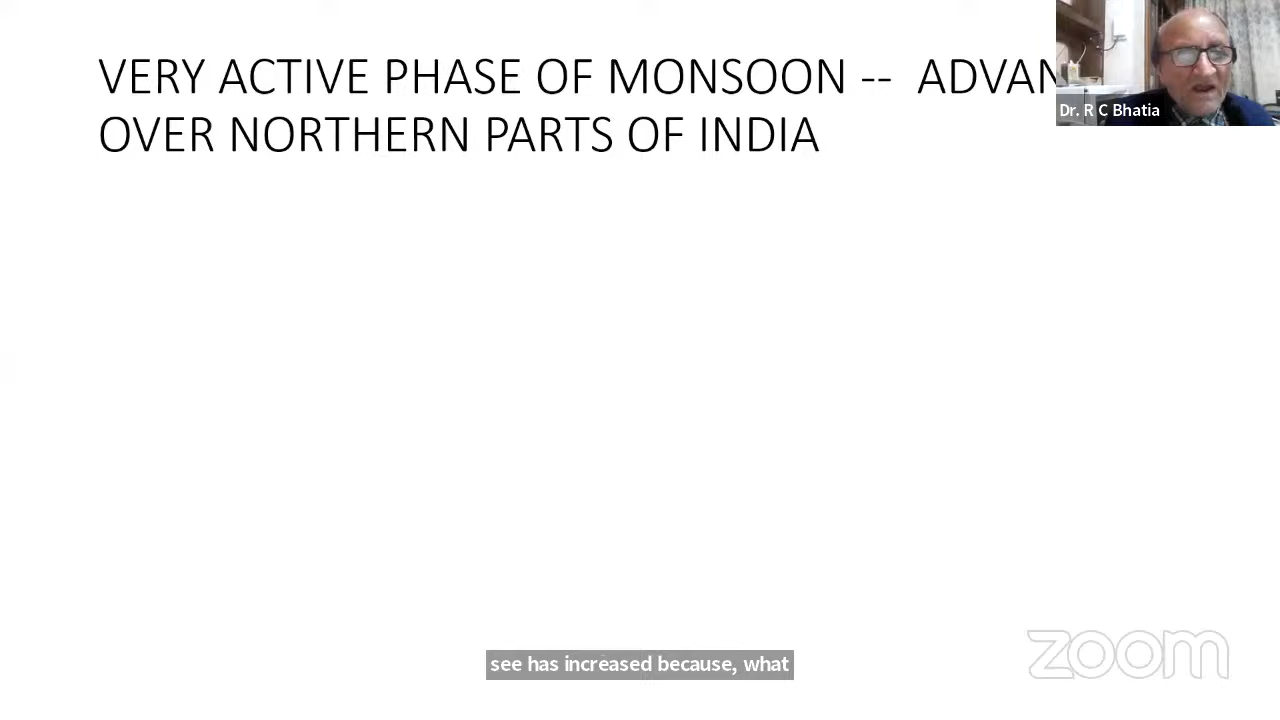 VERY ACTIVE PHASE OF MONSOON -- ADVAN
OVER NORTHERN PARTS OF INDIA
Dr. R C Bhatia
see has increased because, what
zoom